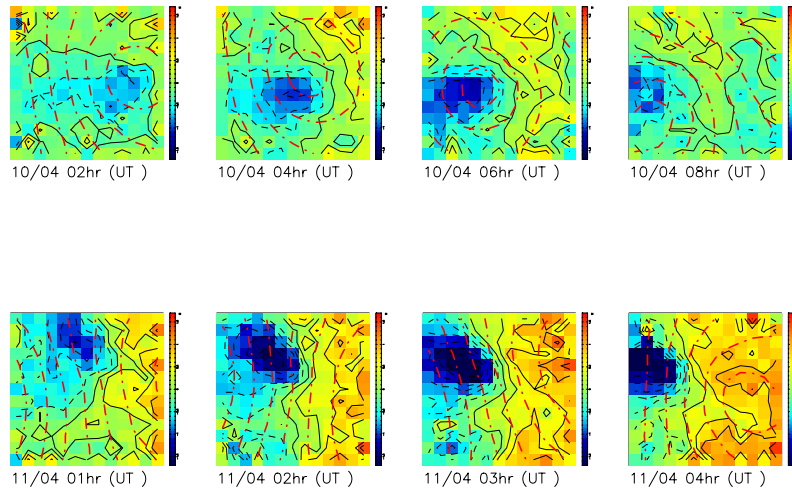 10/04 02hr (UT )
10/04 04hr (UT )
10/04 06hr (UT )
10/04 08hr (UT )
11/04 01hr (UT )
11/04 02hr (UT )
11/04 03hr (UT )
11/04 04hr (UT )